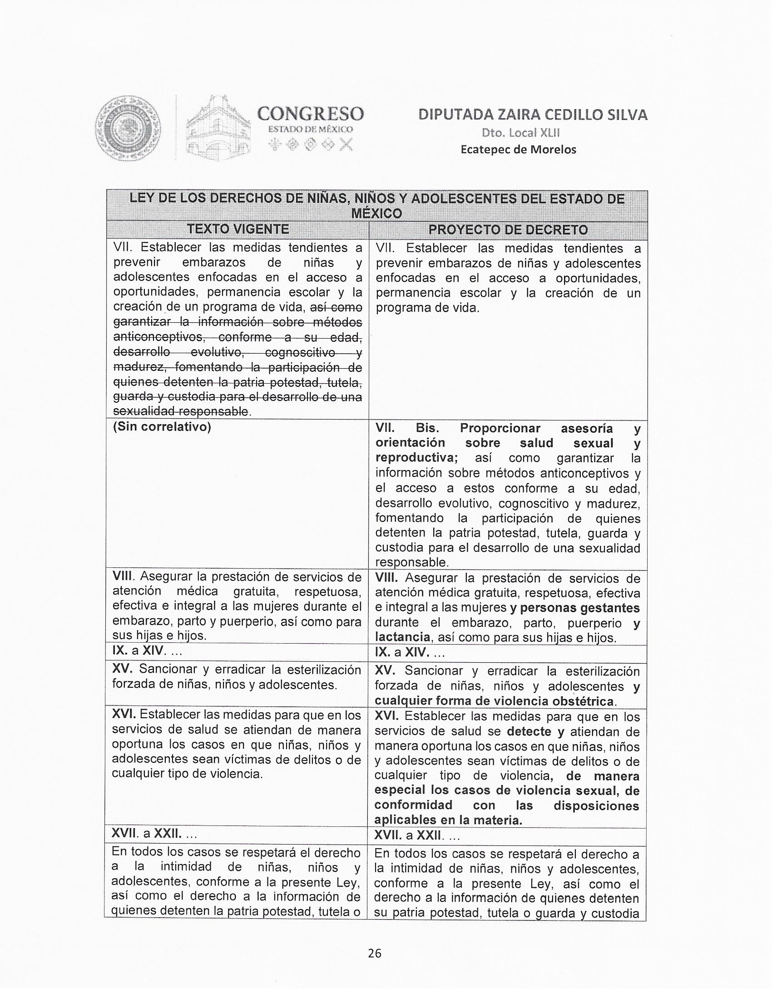 CONGRESO
ESTADO DE MÉXICO
DIPUTADA ZAIRA CEDILLO SILVA
Dto. Local XLII
Ecatepec de Morelos
LEY DE LOS DERECHOS DE NIÑAS, NIÑOS Y ADOLESCENTES DEL ESTADO DE
MÉXICO
TEXTO VIGENTE
PROYECTO DE DECRETO
VII. Establecer las medidas tendientes a
prevenir embarazos de niñas y
adolescentes enfocadas en el acceso a
oportunidades, permanencia escolar y la
creación de un programa de vida, así como
garantizar la información sobre métodos
anticonceptivos, conforme a su edad,
desarrollo evolutivo, cognoscitivo y
madurez, fomentando la participación de
quienes detenten la patria potestad, tutela,
guarda y custodia para el desarrollo de una
sexualidad responsable.
VII. Establecer las medidas tendientes a
prevenir embarazos de niñas y adolescentes
enfocadas en el acceso a oportunidades,
permanencia escolar y la creación de un
programa de vida.
(Sin correlativo)
VII. Bis. Proporcionar asesoría y
orientación sobre salud sexual y
reproductiva; así como garantizar la
información sobre métodos anticonceptivos y
el acceso a estos conforme a su edad,
desarrollo evolutivo, cognoscitivo y madurez,
fomentando la participación de quienes
detenten la patria potestad, tutela, guarda y
custodia para el desarrollo de una sexualidad
responsable.
VIII. Asegurar la prestación de servicios de
atención médica gratuita, respetuosa,
efectiva e integral a las mujeres durante el
embarazo, parto y puerperio, así como para
sus hijas e hijos.
VIII. Asegurar la prestación de servicios de
atención médica gratuita, respetuosa, efectiva
e integral a las mujeres y personas gestantes
durante el embarazo, parto, puerperio y
lactancia, así como para sus hijas e hijos.
IX. a XIV. ...
IX. a XIV. ...
XV. Sancionar y erradicar la esterilización
forzada de niñas, niños y adolescentes.
XV. Sancionar y erradicar la esterilización
forzada de niñas, niños y adolescentes y
cualquier forma de violencia obstétrica.
XVI. Establecer las medidas para que en los
servicios de salud se atiendan de manera
oportuna los casos en que niñas, niños y
adolescentes sean víctimas de delitos o de
cualquier tipo de violencia.
XVI. Establecer las medidas para que en los
servicios de salud se detecte y atiendan de
manera oportuna los casos en que niñas, niños
y adolescentes sean víctimas de delitos o de
cualquier tipo de violencia, de manera
especial los casos de violencia sexual, de
conformidad con las disposiciones
aplicables en la materia.
XVII. a XXII. ...
XVII. a XXII. ...
En todos los casos se respetará el derecho
a la intimidad de niñas, niños y
adolescentes, conforme a la presente Ley,
así como el derecho a la información de
quienes detenten la patria potestad, tutela o
En todos los casos se respetará el derecho a
la intimidad de niñas, niños y adolescentes,
conforme a la presente Ley, así como el
derecho a la información de quienes detenten
su patria potestad, tutela o guarda y custodia
26